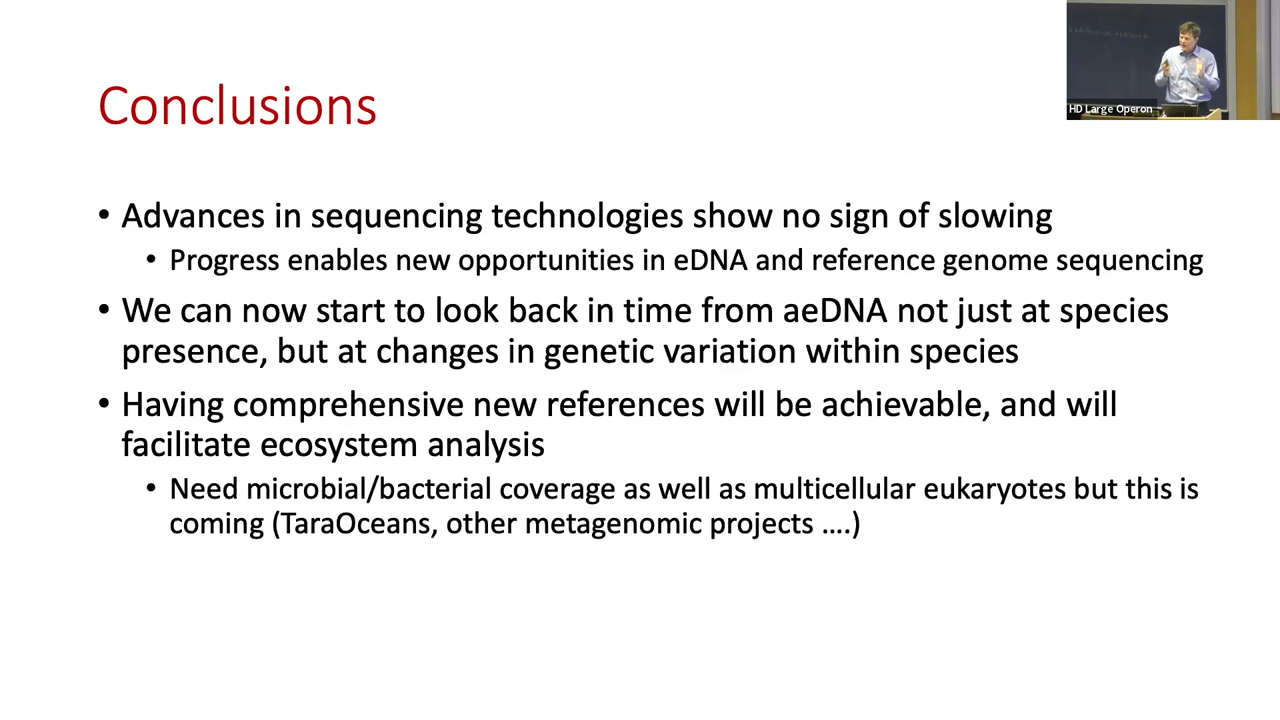 HD Large Operon
Conclusions
• Advances in sequencing technologies show no sign of slowing
• Progress enables new opportunities in eDNA and reference genome sequencing
• We can now start to look back in time from aeDNA not just at species
presence, but at changes in genetic variation within species
• Having comprehensive new references will be achievable, and will
facilitate ecosystem analysis
• Need microbial/bacterial coverage as well as multicellular eukaryotes but this is
coming (TaraOceans, other metagenomic projects ….)